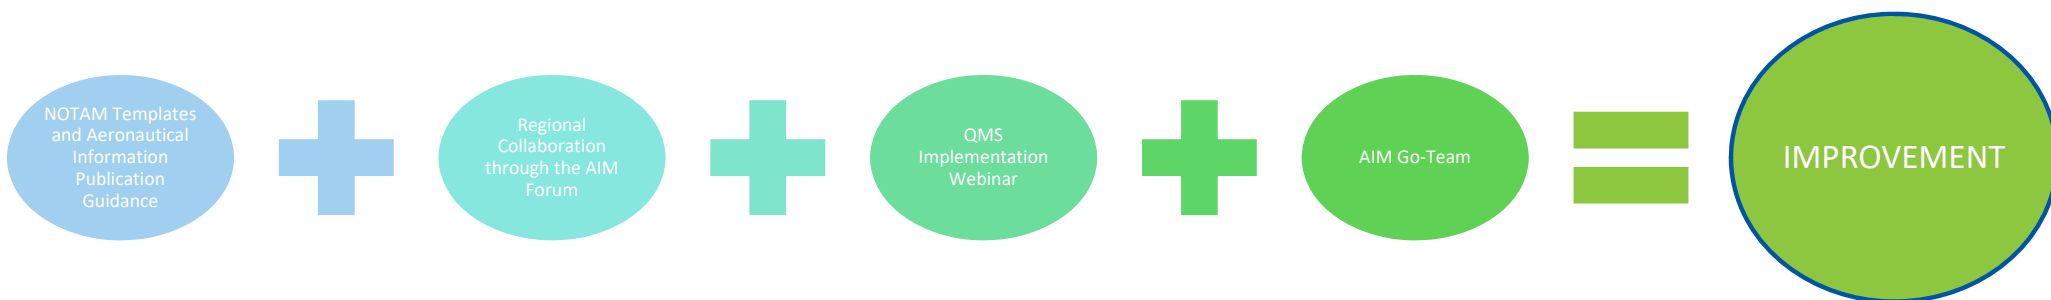 NOTAM Templates
and Aeronautical
Information
Publication
Guidance
Regional
Collaboration
through the AIM
Forum
QMS
Implementation
Webinar
AIM Go-Team
IMPROVEMENT